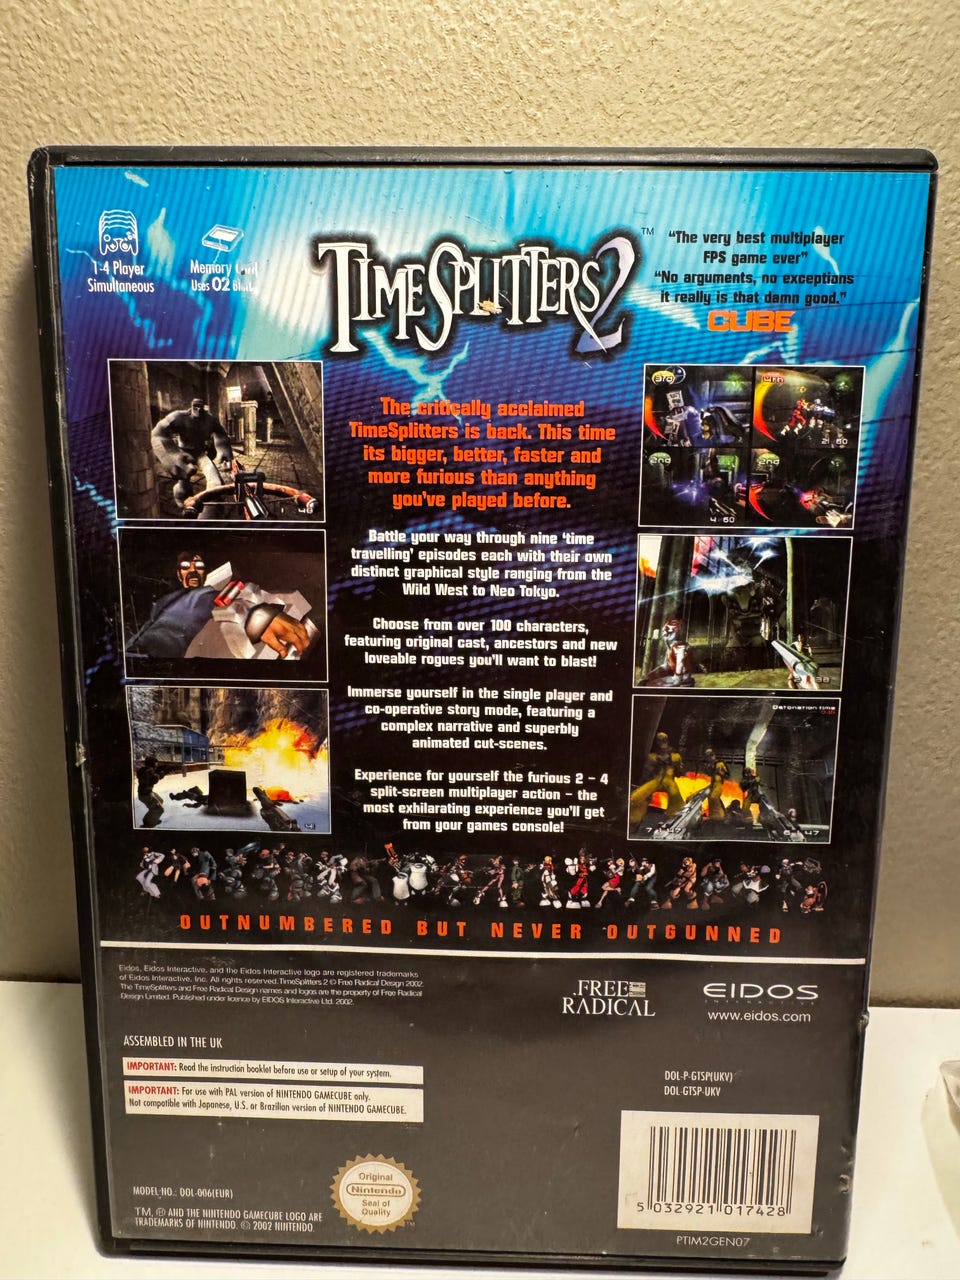 1-4 Player
Simultaneous
Memory
Uses 02
TIMESPLITTERS 2
TM
"The very best multiplayer
FPS game ever"
"No arguments, no exceptions
it really is that damn good."
CUBE
The critically acclaimed
TimeSplitters is back. This time
its bigger, better, faster and
more furious than anything
you've played before.
Battle your way through nine 'time
travelling' episodes each with their own
distinct graphical style ranging from the
Wild West to Neo Tokyo.
Choose from over 100 characters,
featuring original cast, ancestors and new
loveable rogues you'll want to blast!
Immerse yourself in the single player and
co-operative story mode, featuring a
complex narrative and superbly
animated cut-scenes.
Experience for yourself the furious 2 - 4
split-screen multiplayer action - the
most exhilarating experience you'll get
from your games console!
3rd
4th
2nd
2nd
Detonation time
OUTNUMBERED BUT NEVER OUTGUNNED
Eidos, Eidos Interactive, and the Eidos Interactive logo are registered trademarks
of Eidos Interactive, Inc. All rights reserved. TimeSplitters 2 © Free Radical Design 2002.
The TimeSplitters and Free Radical Design names and logos are the property of Free Radical
Design Limited. Published under licence by EIDOS Interactive Ltd. 2002.
FREE
RADICAL
EIDOS
INTERACTIVE
www.eidos.com
ASSEMBLED IN THE UK
IMPORTANT: Read the instruction booklet before use or setup of your system.
IMPORTANT: For use with PAL version of NINTENDO GAMECUBE only.
Not compatible with Japanese, U.S. or Brazilian version of NINTENDO GAMECUBE.
DOL-P-GTSP(UKV)
DOL-GTSP-UKV
MODEL NO.: DOL-006(EUR)
TM, ® AND THE NINTENDO GAMECUBE LOGO ARE
TRADEMARKS OF NINTENDO. © 2002 NINTENDO.
Original
Nintendo
Seal of
Quality
TM
5 032921 017428
PTIM2GEN07